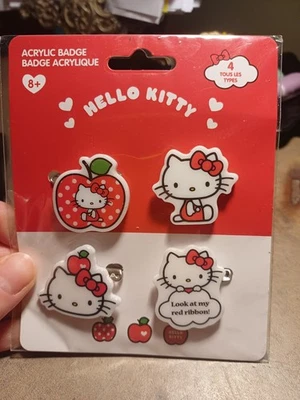 ACRYLIC BADGE
BADGE ACRYLIQUE
8+
HELLO KITTY
4
TOUS LES
TYPES
Look at my
red ribbon!